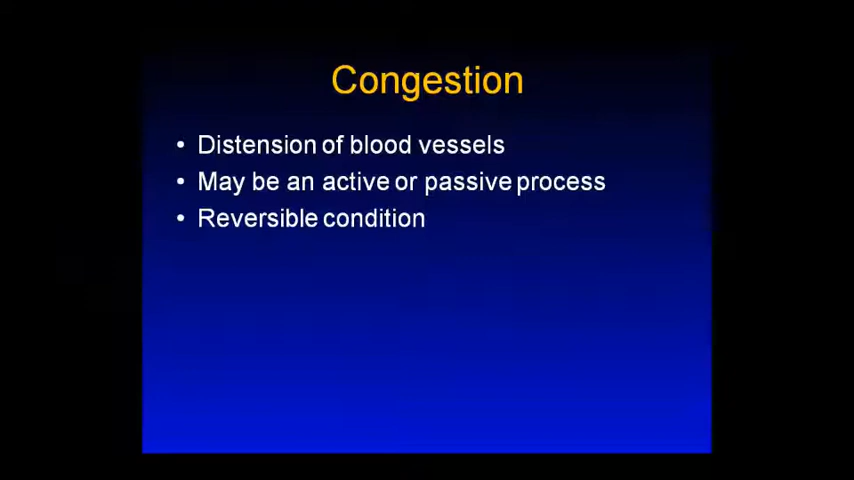 Congestion
• Distension of blood vessels
• May be an active or passive process
• Reversible condition